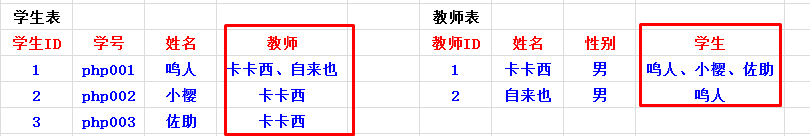 学生表 教师表
学生ID 学号 姓名 教师 教师ID 姓名 性别 学生
1 php001 鸣人 卡卡西、自来也 1 卡卡西 男 鸣人、小樱、佐助
2 php002 小樱 卡卡西 2 自来也 男 鸣人
3 php003 佐助 卡卡西